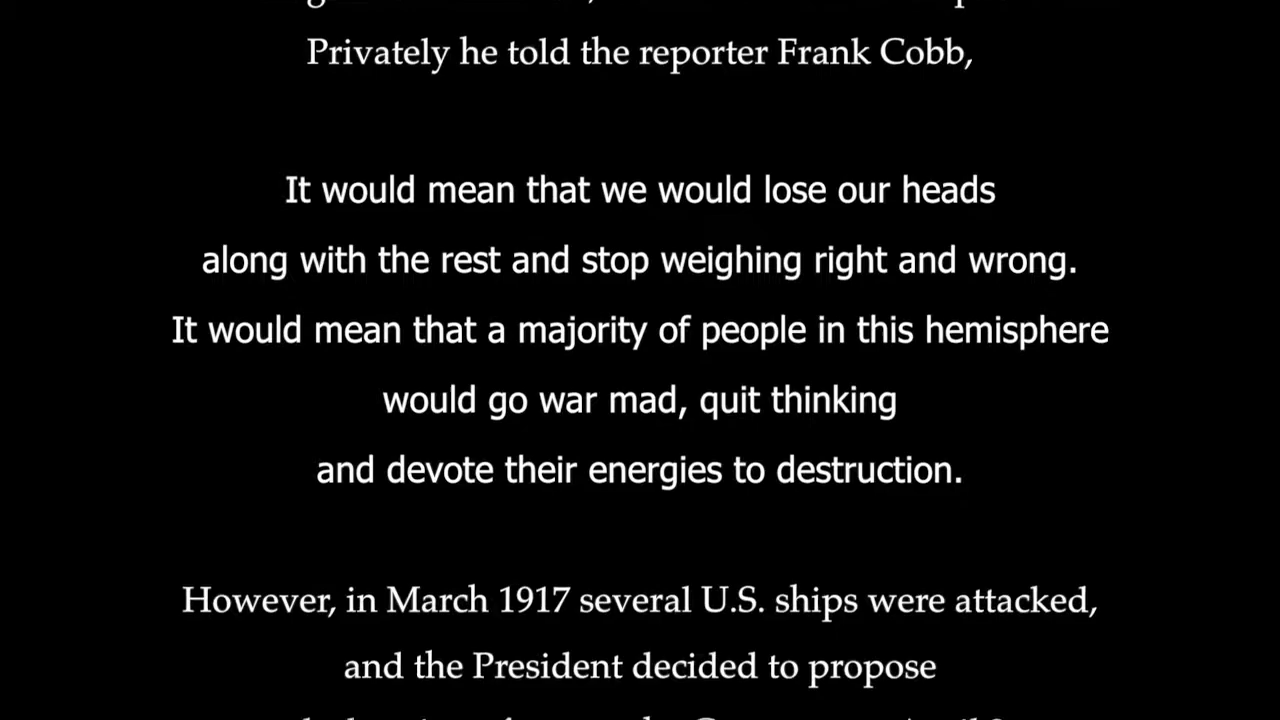 Privately he told the reporter Frank Cobb,
It would mean that we would lose our heads
along with the rest and stop weighing right and wrong.
It would mean that a majority of people in this hemisphere
would go war mad, quit thinking
and devote their energies to destruction.
However, in March 1917 several U.S. ships were attacked,
and the President decided to propose